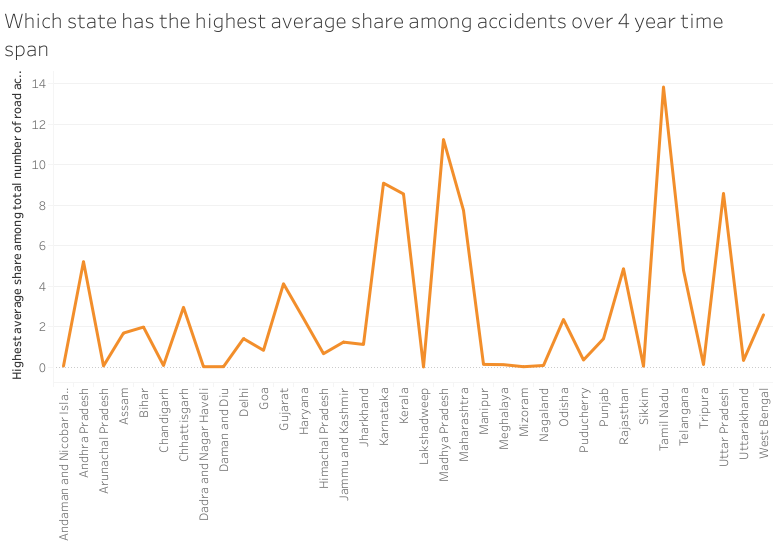 Which state has the highest average share among accidents over 4 year time
span
Highest average share among total number of road ac..
14
12
10
8
6
4
2
0
Andaman and Nicobar Isla..
Andhra Pradesh
Arunachal Pradesh
Assam
Bihar
Chandigarh
Chhattisgarh
Dadra and Nagar Haveli
Daman and Diu
Delhi
Goa
Gujarat
Haryana
Himachal Pradesh
Jammu and Kashmir
Jharkhand
Karnataka
Kerala
Lakshadweep
Madhya Pradesh
Maharashtra
Manipur
Meghalaya
Mizoram
Nagaland
Odisha
Puducherry
Punjab
Rajasthan
Sikkim
Tamil Nadu
Telangana
Tripura
Uttar Pradesh
Uttarakhand
West Bengal